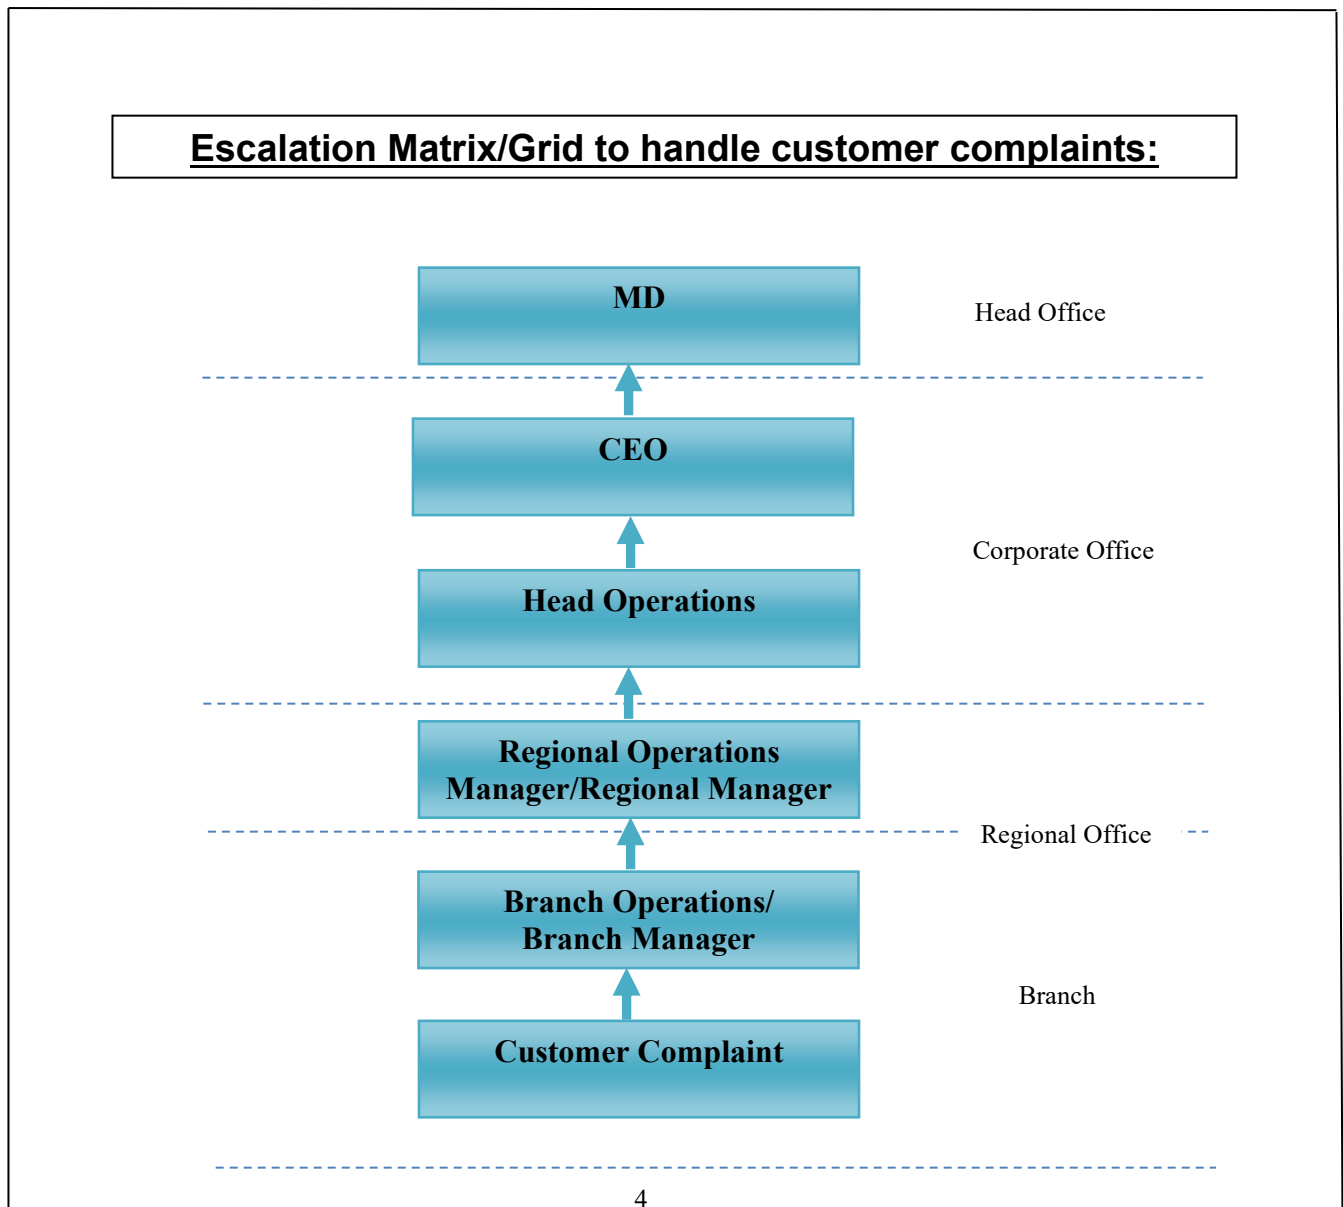 Escalation Matrix/Grid to handle customer complaints:
MD
Head Office
CEO
Corporate Office
Head Operations
Regional Operations
Manager/Regional Manager
Regional Office
Branch Operations/
Branch Manager
Branch
Customer Complaint
4